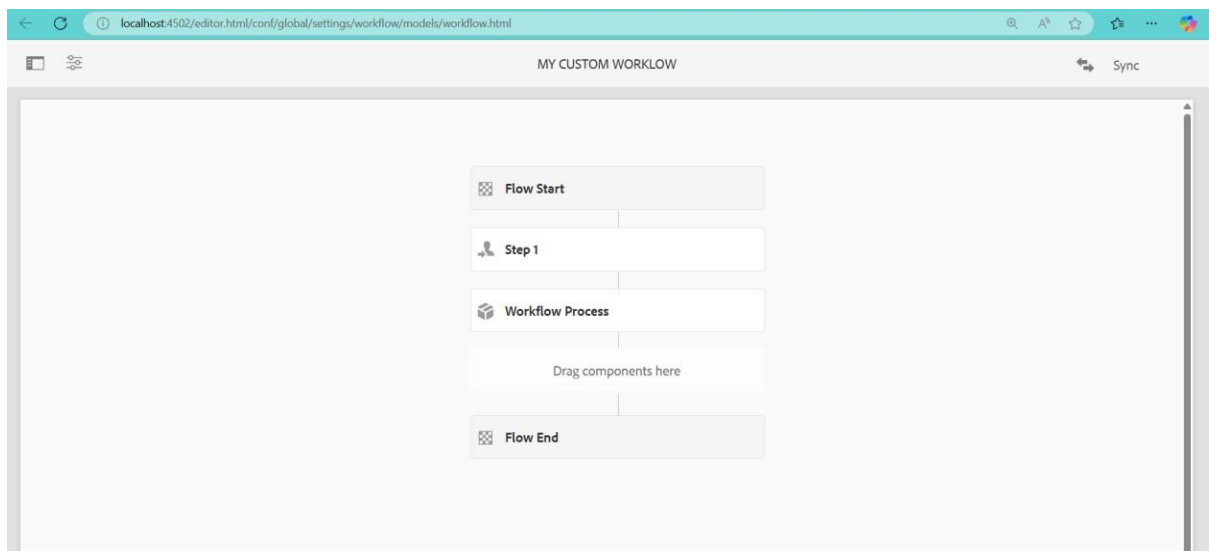 localhost:4502/editor.html/conf/global/settings/workflow/models/workflow.html
MY CUSTOM WORKLOW
Sync
Flow Start
Step 1
Workflow Process
Drag components here
Flow End